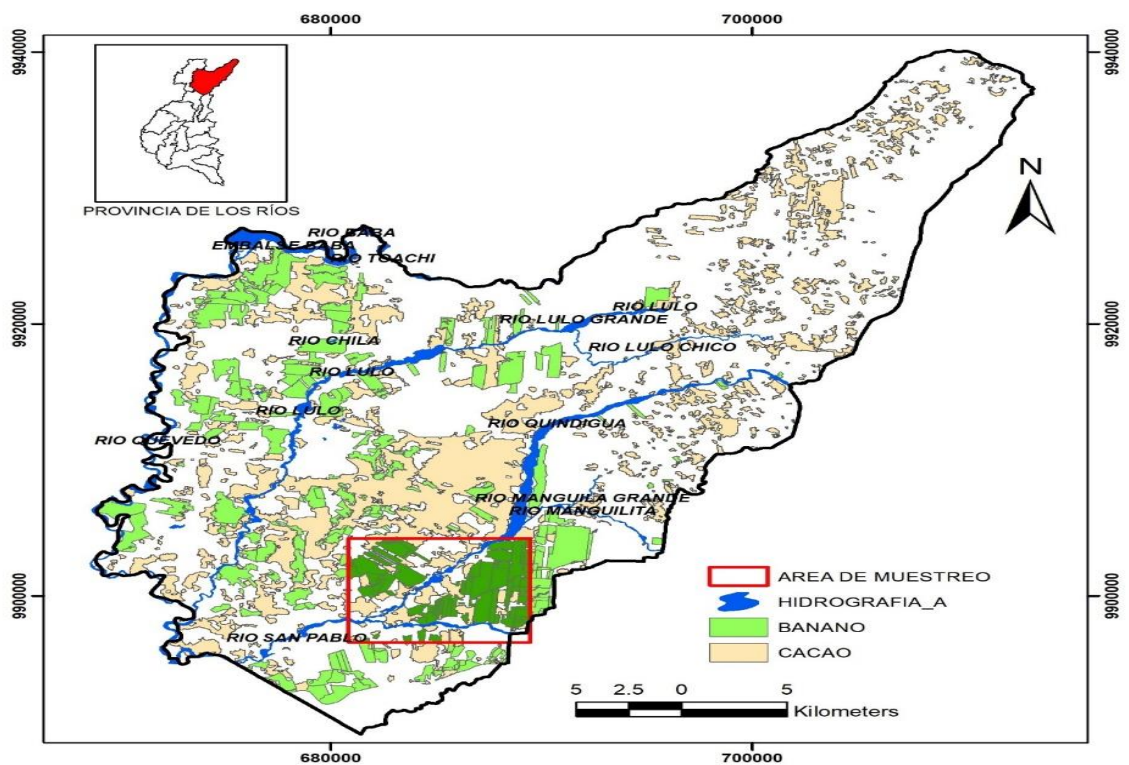 680000
700000
9940000
9940000
PROVINCIA DE LOS RÍOS
N
RIO BABA
EMBALSE BABA
RIO TOACHI
RIO LULO
RIO LULO GRANDE
9920000
9920000
RIO CHILA
RIO LULO CHICO
RIO LULO
RIO LULO
RIO QUINDIGUA
RIO QUEVEDO
RIO MANGUILA GRANDE
RIO MANQUILITA
AREA DE MUESTREO
9900000
9900000
HIDROGRAFIA_A
BANANO
RIO SAN PABLO
CACAO
5 2.5 0 5
Kilometers
680000
700000